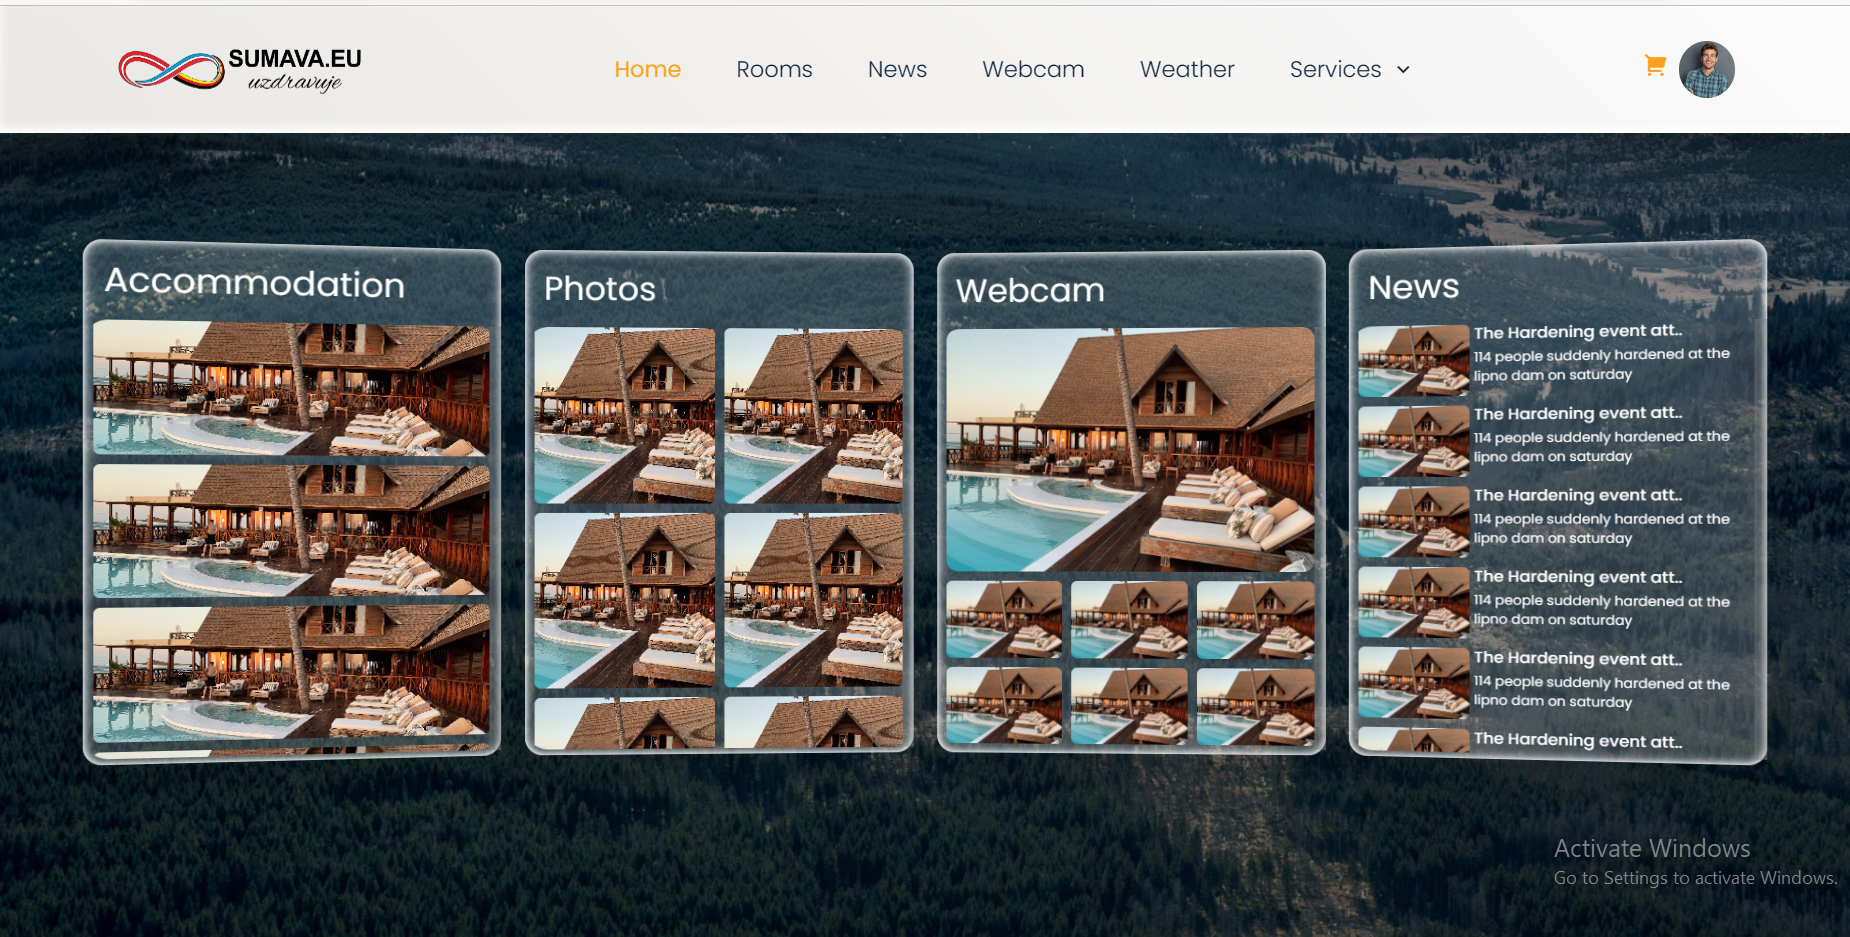 SUMAVA.EU
uzdravuje
Home
Rooms
News
Webcam
Weather
Services
Accommodation
Photos
Webcam
News
The Hardening event att..
114 people suddenly hardened at the
lipno dam on saturday
The Hardening event att..
114 people suddenly hardened at the
lipno dam on saturday
The Hardening event att..
114 people suddenly hardened at the
lipno dam on saturday
The Hardening event att..
114 people suddenly hardened at the
lipno dam on saturday
The Hardening event att..
114 people suddenly hardened at the
lipno dam on saturday
The Hardening event att..
Activate Windows
Go to Settings to activate Windows.